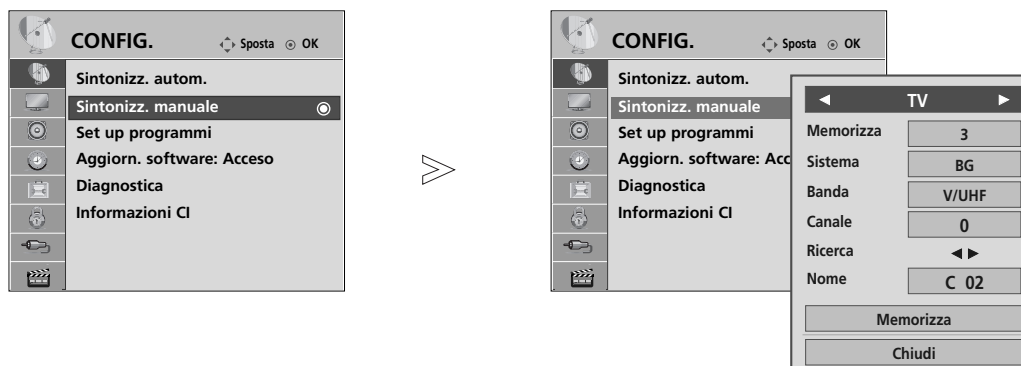 CONFIG. Sposta OK
Sintonizz. autom.
Sintonizz. manuale
Set up programmi
Aggiorn. software: Acceso
Diagnostica
Informazioni CI
CONFIG. Sposta OK
Sintonizz. autom.
Sintonizz. manuale
Set up programmi
Aggiorn. software: Acc
Diagnostica
Informazioni CI
TV
Memorizza 3
Sistema BG
Banda V/UHF
Canale 0
Ricerca
Nome C 02
Memorizza
Chiudi